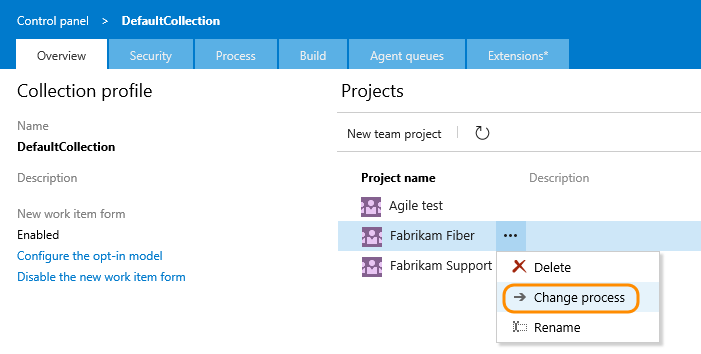 Control panel > DefaultCollection
Overview Security Process Build Agent queues Extensions*
Collection profile
Name
DefaultCollection
Description
New work item form
Enabled
Configure the opt-in model
Disable the new work item form
Projects
New team project
Project name Description
Agile test
Fabrikam Fiber ...
Fabrikam Support
Delete
Change process
Rename